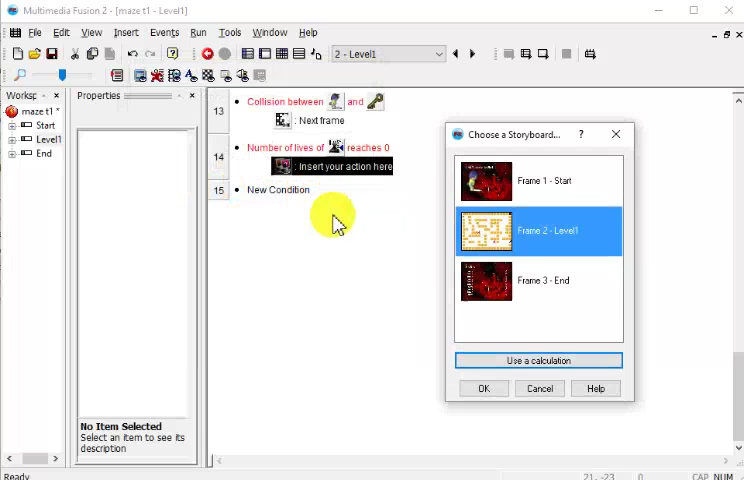 Multimedia Fusion 2 - [maze t1 - Level1]
File Edit View Insert Events Run Tools Window Help
2 - Level1
Worksp
Properties
maze t1 *
Start
Level1
End
13
Collision between and
: Next frame
14
Number of lives of reaches 0
: Insert your action here
15
New Condition
Choose a Storyboard...
?
Frame 1 - Start
Frame 2 - Level1
Frame 3 - End
Use a calculation
OK Cancel Help
No Item Selected
Select an item to see its
description
Ready
21, -23 0 CAP NUM